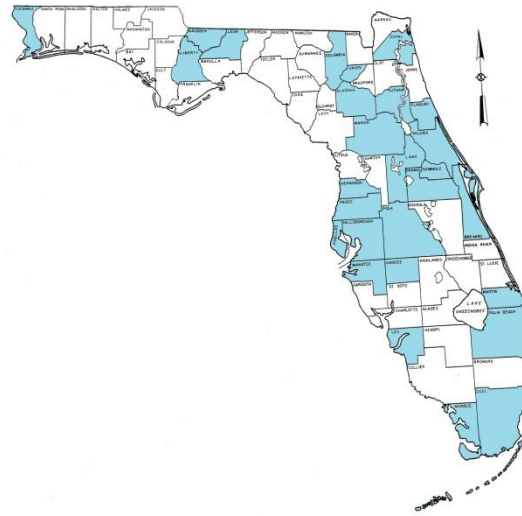 ESCAMBIA
SANTA ROSA
OKALOOSA
WALTON
HOLMES
JACKSON
WASHINGTON
BAY
CALHOUN
GULF
GADSDEN
LIBERTY
LEON
WAKULLA
FRANKLIN
JEFFERSON
MADISON
HAMILTON
TAYLOR
SUWANNEE
LAFAYETTE
DIXIE
COLUMBIA
BAKER
NASSAU
DUVAL
CLAY
UNION
BRADFORD
ALACHUA
GILCHRIST
LEVY
PUTNAM
FLAGLER
MARION
VOLUSIA
CITRUS
SUMTER
LAKE
SEMINOLE
ORANGE
HERNANDO
PASCO
POLK
OSCEOLA
BREVARD
INDIAN RIVER
HILLSBOROUGH
MANATEE
HARDEE
HIGHLANDS
OKEECHOBEE
ST. LUCIE
SARASOTA
DE SOTO
MARTIN
LAKE
OKEECHOBEE
CHARLOTTE
GLADES
PALM BEACH
LEE
HENDRY
COLLIER
BROWARD
MONROE
DADE